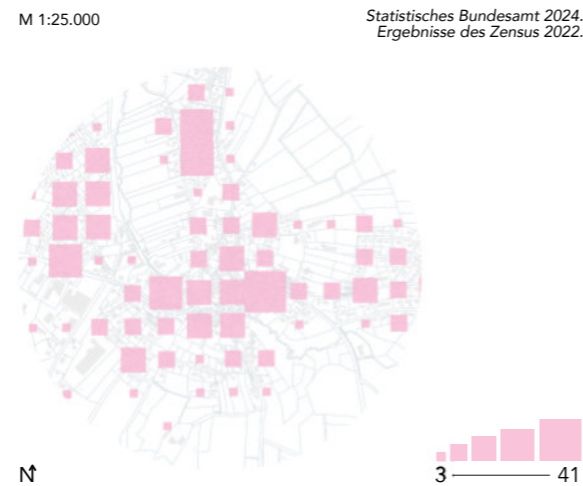 M 1:25.000
Statistisches Bundesamt 2024.
Ergebnisse des Zensus 2022.
N
3 41